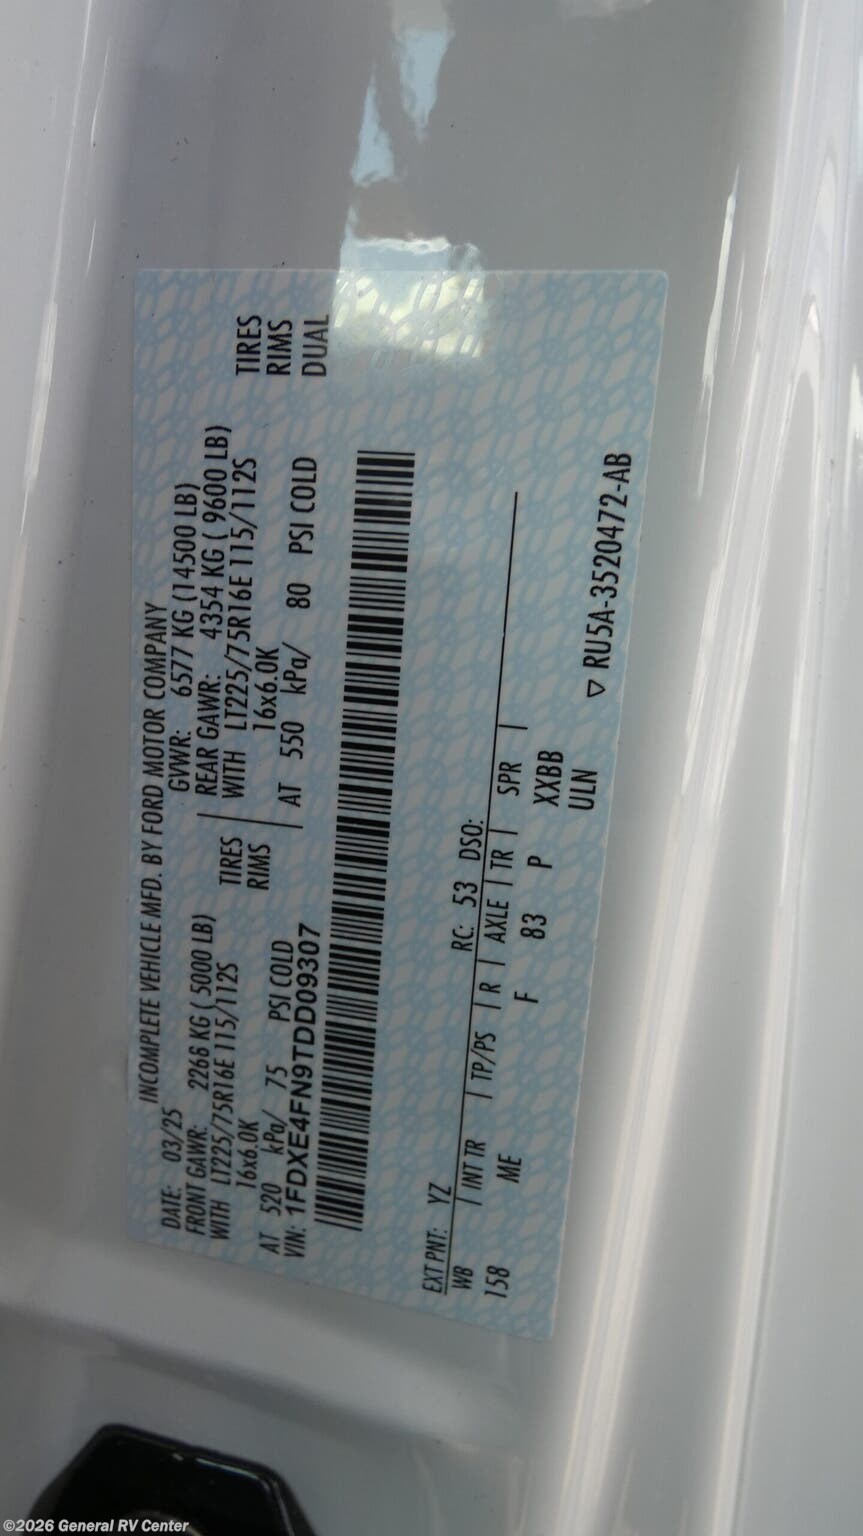 INCOMPLETE VEHICLE MFD. BY FORD MOTOR COMPANY
DATE: 03/25 GVWR: 6577 KG (14500 LB)
FRONT GAWR: 2268 KG ( 5000 LB) REAR GAWR: 4354 KG ( 9600 LB)
WITH LT225/75R16E 115/112S TIRES WITH LT225/75R16E 115/112S TIRES
16x6.0K RIMS 16x6.0K RIMS
AT 520 kPa/ 75 PSI COLD AT 550 kPa/ 80 PSI COLD DUAL
VIN: 1FDXE4FN9TDD09307
EXT PNT: YZ RC: 53 DSO:
WB INT TR TP/PS R AXLE TR SPR
158 ME F 83 P XXBB
ULN
▽ RU5A-3520472-AB
©2026 General RV Center